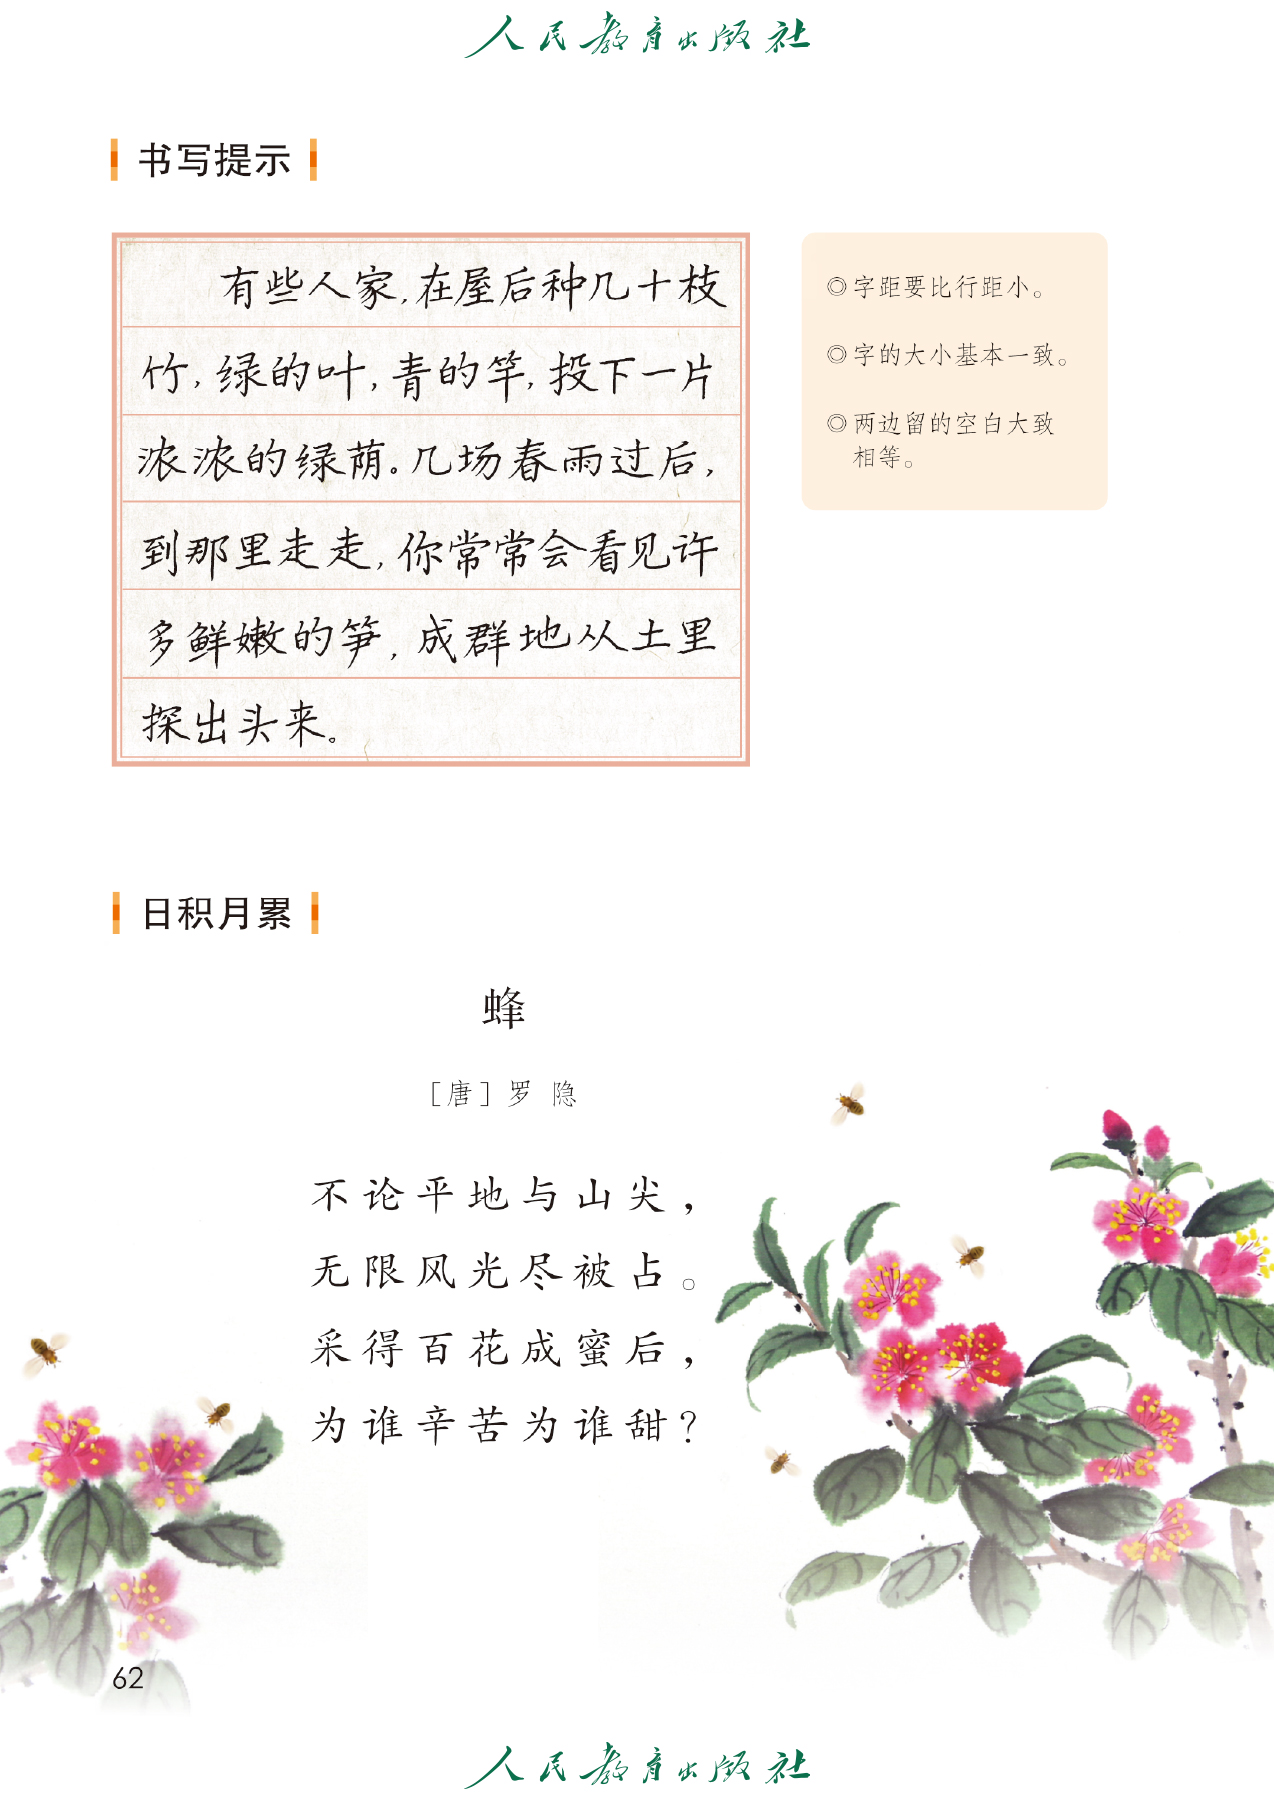 人民教育出版社
书写提示
有些人家，在屋后种几十枝
竹，绿的叶，青的竿，投下一片
浓浓的绿荫。几场春雨过后，
到那里走走，你常常会看见许
多鲜嫩的笋，成群地从土里
探出头来。
◎字距要比行距小。
◎字的大小基本一致。
◎两边留的空白大致
相等。
日积月累
蜂
［唐］罗 隐
不论平地与山尖，
无限风光尽被占。
采得百花成蜜后，
为谁辛苦为谁甜？
62
人民教育出版社